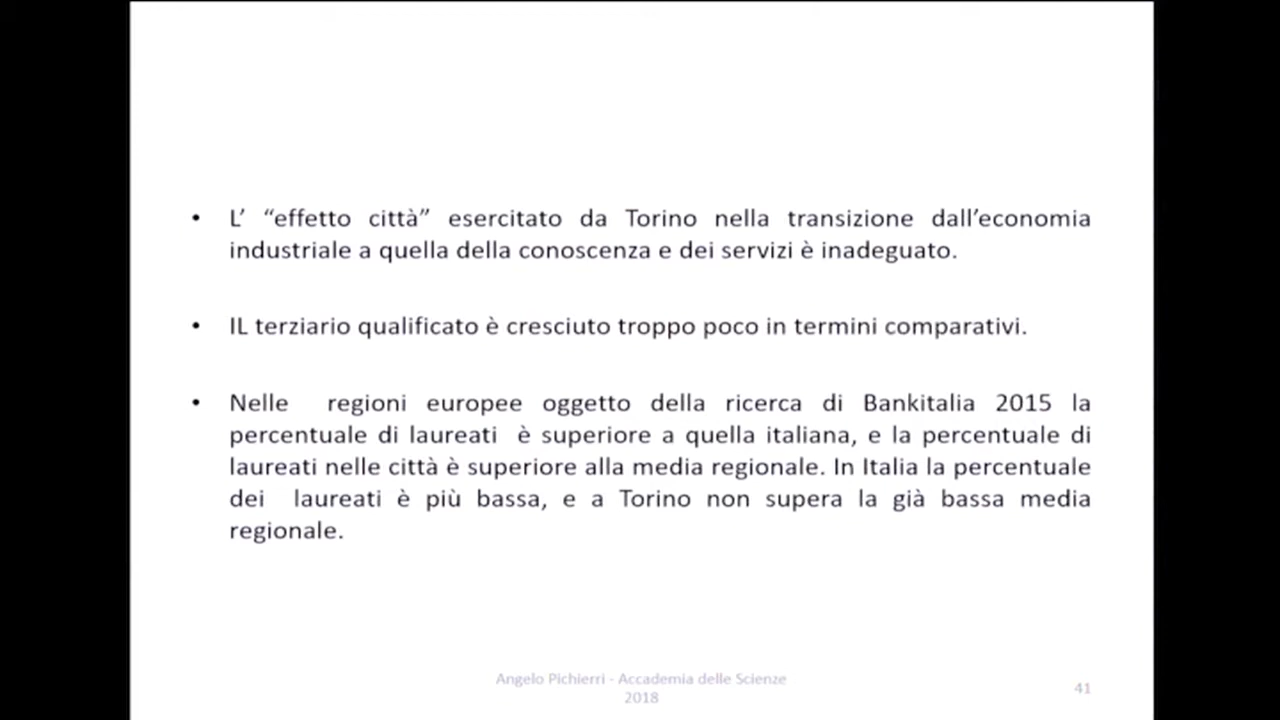 • L’ “effetto città” esercitato da Torino nella transizione dall’economia
industriale a quella della conoscenza e dei servizi è inadeguato.
• IL terziario qualificato è cresciuto troppo poco in termini comparativi.
• Nelle regioni europee oggetto della ricerca di Bankitalia 2015 la
percentuale di laureati è superiore a quella italiana, e la percentuale di
laureati nelle città è superiore alla media regionale. In Italia la percentuale
dei laureati è più bassa, e a Torino non supera la già bassa media
regionale.
Angelo Pichierri - Accademia delle Scienze
2018
41